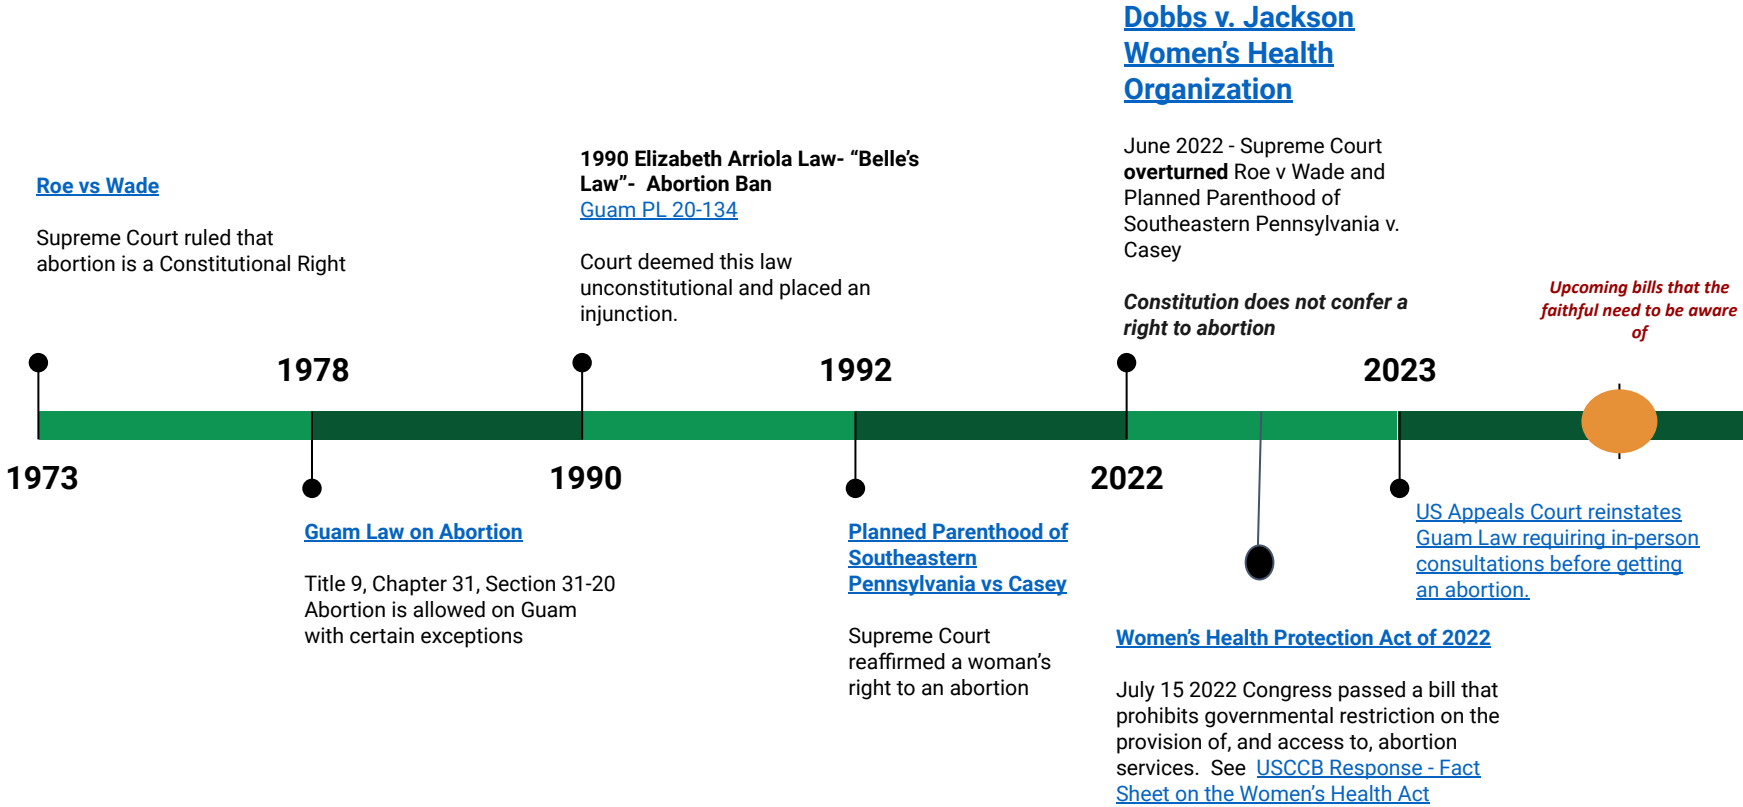 Dobbs v. Jackson
Women’s Health
Organization
June 2022 - Supreme Court
overturned Roe v Wade and
Planned Parenthood of
Southeastern Pennsylvania v.
Casey
Constitution does not confer a
right to abortion
1990 Elizabeth Arriola Law- “Belle’s
Law”- Abortion Ban
Guam PL 20-134
Court deemed this law
unconstitutional and placed an
injunction.
Roe vs Wade
Supreme Court ruled that
abortion is a Constitutional Right
Upcoming bills that the
faithful need to be aware
of
1978
1992
2023
1973
1990
2022
Guam Law on Abortion
Title 9, Chapter 31, Section 31-20
Abortion is allowed on Guam
with certain exceptions
Planned Parenthood of
Southeastern
Pennsylvania vs Casey
Supreme Court
reaffirmed a woman’s
right to an abortion
US Appeals Court reinstates
Guam Law requiring in-person
consultations before getting
an abortion.
Women’s Health Protection Act of 2022
July 15 2022 Congress passed a bill that
prohibits governmental restriction on the
provision of, and access to, abortion
services. See USCCB Response - Fact
Sheet on the Women’s Health Act